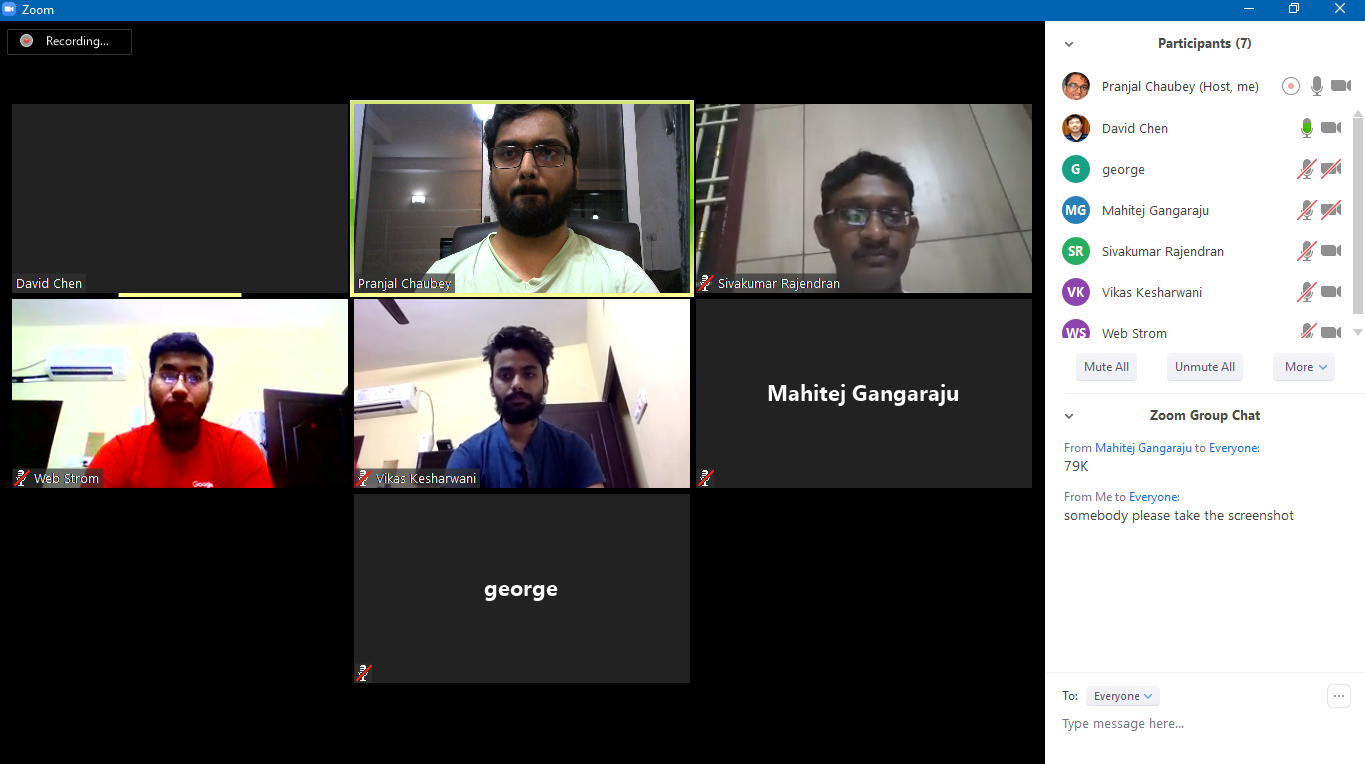 Zoom
Recording...
David Chen
Pranjal Chaubey
Sivakumar Rajendran
Web Strom
Google
Vikas Kesharwani
Mahitej Gangaraju
george
Participants (7)
Pranjal Chaubey (Host, me)
David Chen
G george
MG Mahitej Gangaraju
SR Sivakumar Rajendran
VK Vikas Kesharwani
WS Web Strom
Mute All Unmute All More
Zoom Group Chat
From Mahitej Gangaraju to Everyone:
79K
From Me to Everyone:
somebody please take the screenshot
To: Everyone
Type message here...